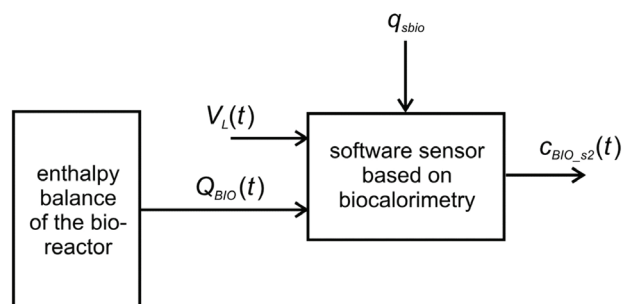 q_sbio
V_L(t)
enthalpy
balance
of the bio-
reactor
Q_BIO(t)
software sensor
based on
biocalorimetry
c_BIO_s2(t)